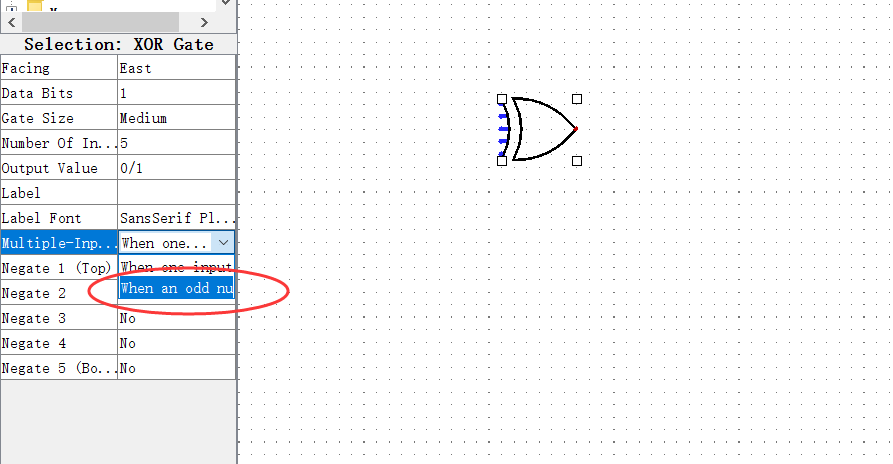 Selection: XOR Gate
Facing East
Data Bits 1
Gate Size Medium
Number Of In... 5
Output Value 0/1
Label
Label Font SansSerif Pl...
Multiple-Inp... When one...
Negate 1 (Top) When one input
Negate 2 When an odd nu
Negate 3 No
Negate 4 No
Negate 5 (Bo... No